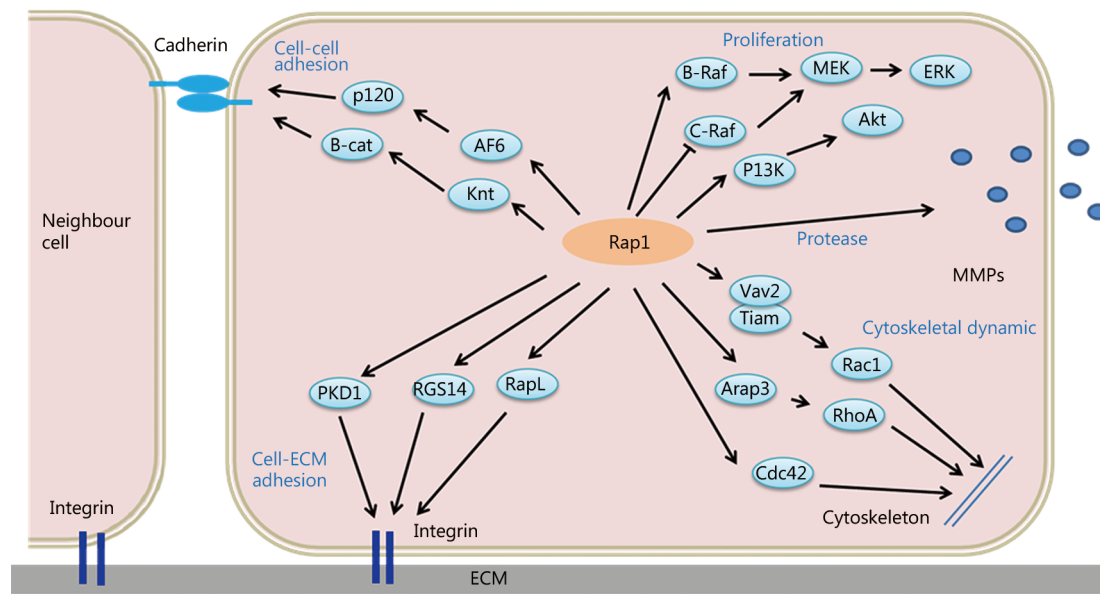 Cadherin
Cell-cell
adhesion
Proliferation
B-Raf
MEK
ERK
p120
C-Raf
Akt
B-cat
AF6
P13K
Knt
Neighbour
cell
Rap1
Protease
MMPs
Vav2
Tiam
Cytoskeletal dynamic
Rac1
PKD1
RGS14
RapL
Arap3
RhoA
Cell-ECM
adhesion
Cdc42
Integrin
Integrin
Cytoskeleton
ECM